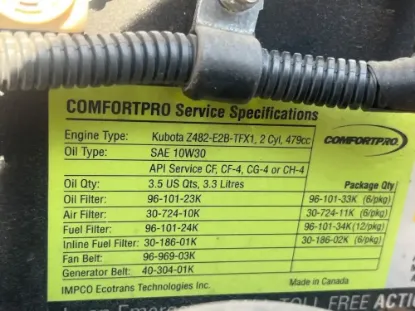 COMFORTPRO Service Specifications
Engine Type: Kubota Z482-E2B-TFX1, 2 Cyl, 479cc
COMFORTPRO
Oil Type: SAE 10W30
API Service CF, CF-4, CG-4 or CH-4
Oil Qty: 3.5 US Qts, 3.3 Litres Package Qty
Oil Filter: 96-101-23K 96-101-33K (6/pkg)
Air Filter: 30-724-10K 30-724-11K (6/pkg)
Fuel Filter: 96-101-24K 96-101-34K (12/pkg)
Inline Fuel Filter: 30-186-01K 30-186-02K (6/pkg)
Fan Belt: 96-969-03K
Generator Belt: 40-304-01K
IMPCO Ecotrans Technologies Inc. Made in Canada
TOLL FREE ACTI